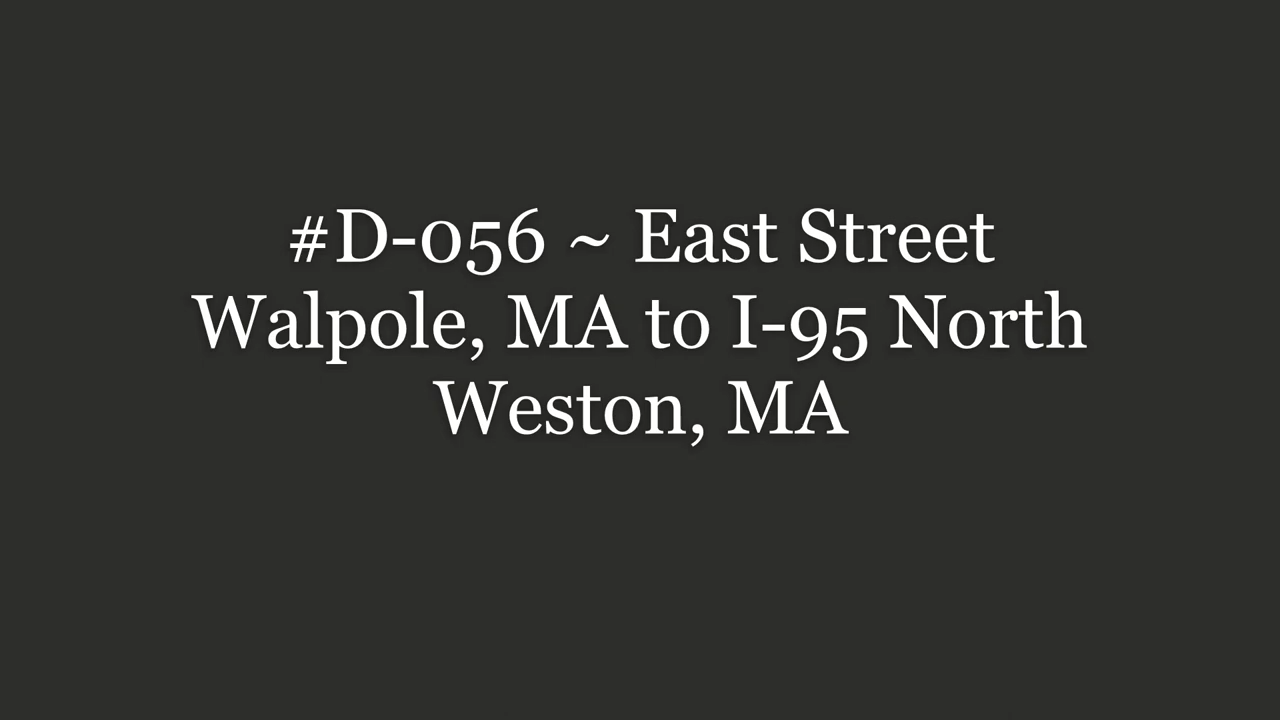 #D-056 ~ East Street
Walpole, MA to I-95 North
Weston, MA